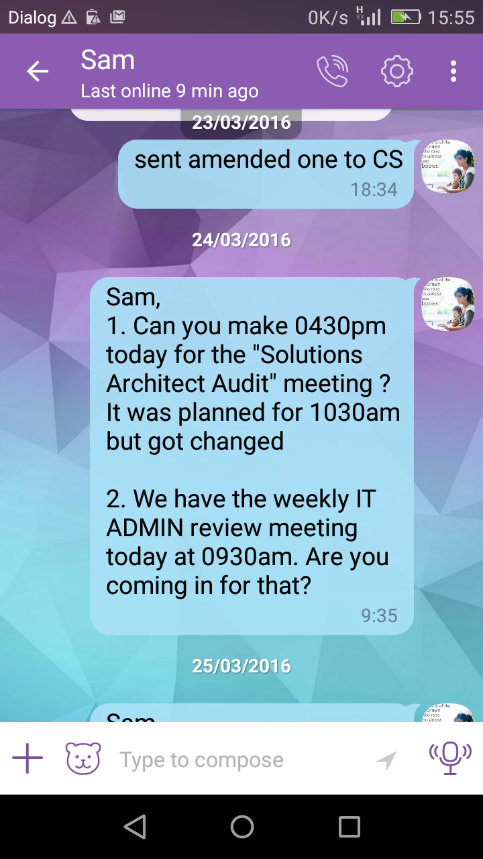 Dialog
0K/s H 15:55
Sam
Last online 9 min ago
23/03/2016
sent amended one to CS
18:34
24/03/2016
Sam,
1. Can you make 0430pm
today for the "Solutions
Architect Audit" meeting ?
It was planned for 1030am
but got changed
2. We have the weekly IT
ADMIN review meeting
today at 0930am. Are you
coming in for that?
9:35
25/03/2016
Sam
Type to compose